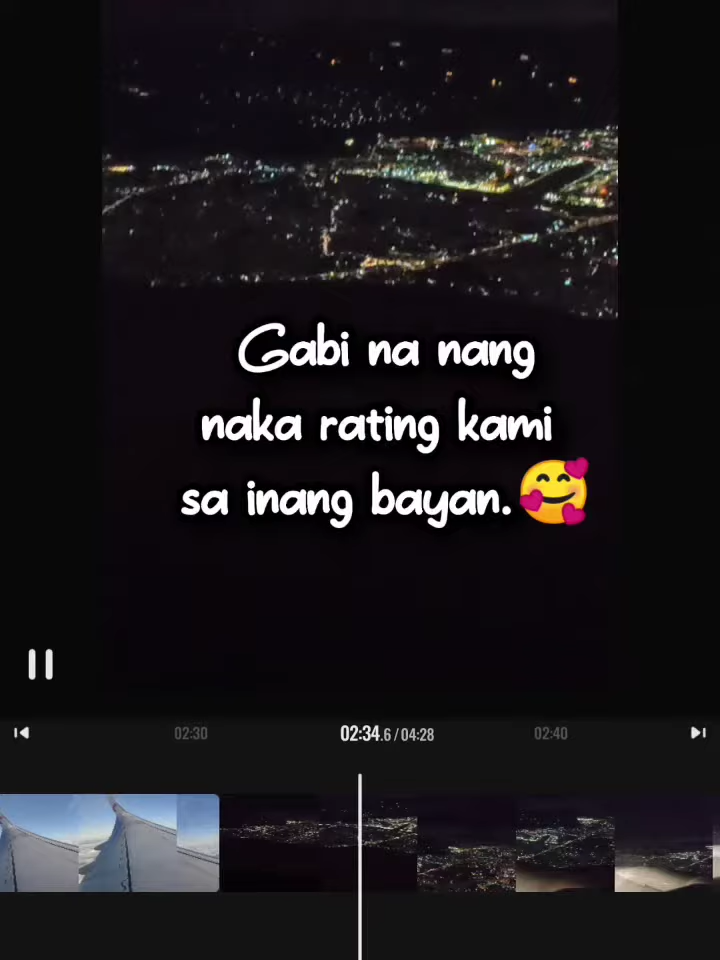 Gabi na nang
naka rating kami
sa inang bayan.🥰
02:30
02:34.6 / 04:28
02:40